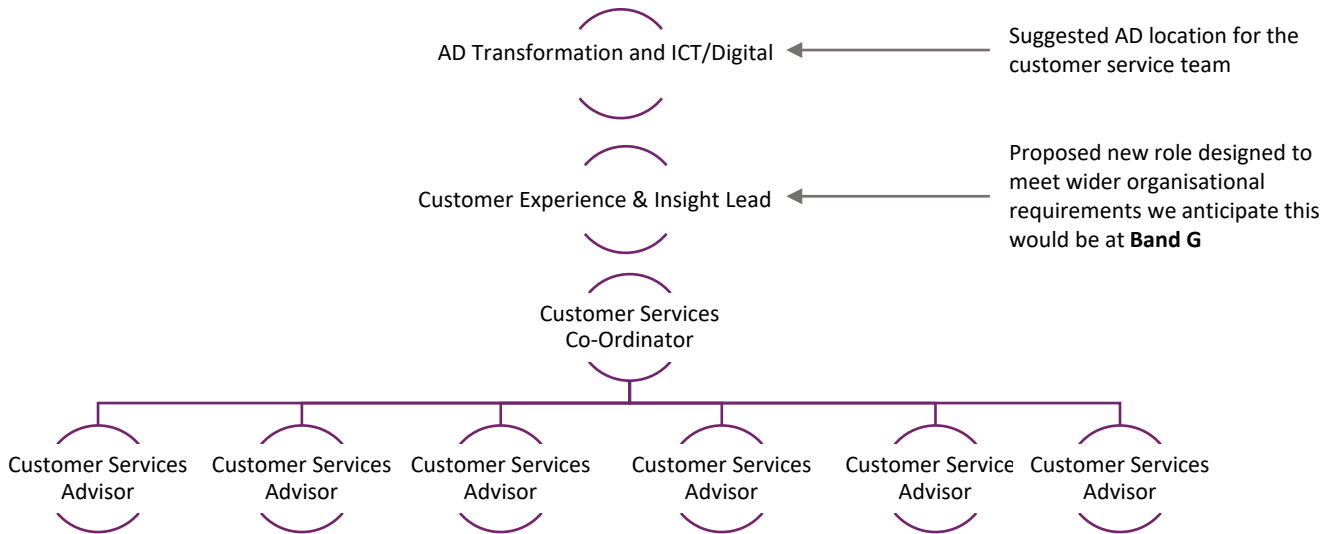 AD Transformation and ICT/Digital
Suggested AD location for the
customer service team
Customer Experience & Insight Lead
Proposed new role designed to
meet wider organisational
requirements we anticipate this
would be at Band G
Customer Services
Co-Ordinator
Customer Services
Advisor
Customer Services
Advisor
Customer Services
Advisor
Customer Services
Advisor
Customer Service
Advisor
Customer Services
Advisor